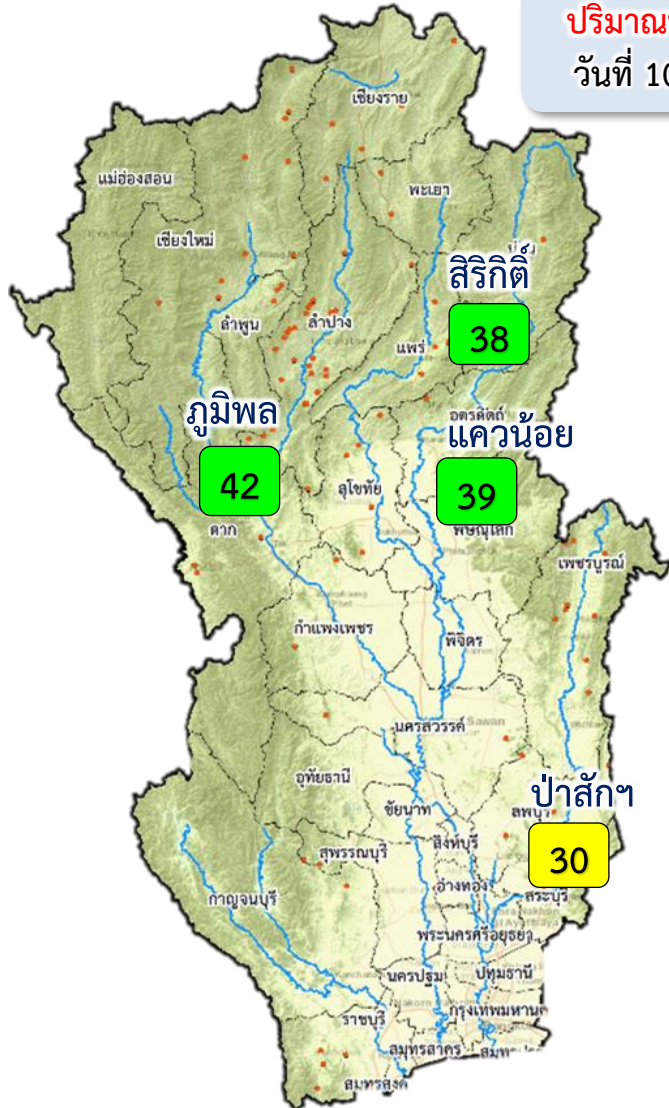 ปริมาณ
วันที่ 10
เชียงราย
แม่ฮ่องสอน
พะเยา
เชียงใหม่
สิริกิติ์
38
ลำพูน
ลำปาง
แพร่
ภูมิพล
42
อุตรดิตถ์
แควน้อย
39
สุโขทัย
ตาก
พิษณุโลก
เพชรบูรณ์
กำแพงเพชร
พิจิตร
นครสวรรค์
Sawan
อุทัยธานี
ป่าสักฯ
30
ชัยนาท
ลพบุรี
สิงห์บุรี
สุพรรณบุรี
อ่างทอง
สระบุรี
กาญจนบุรี
พระนครศรีอยุธยา
นครปฐม
ปทุมธานี
ราชบุรี
กรุงเทพมหาน
สมุทรสาคร
สมุทรสงค